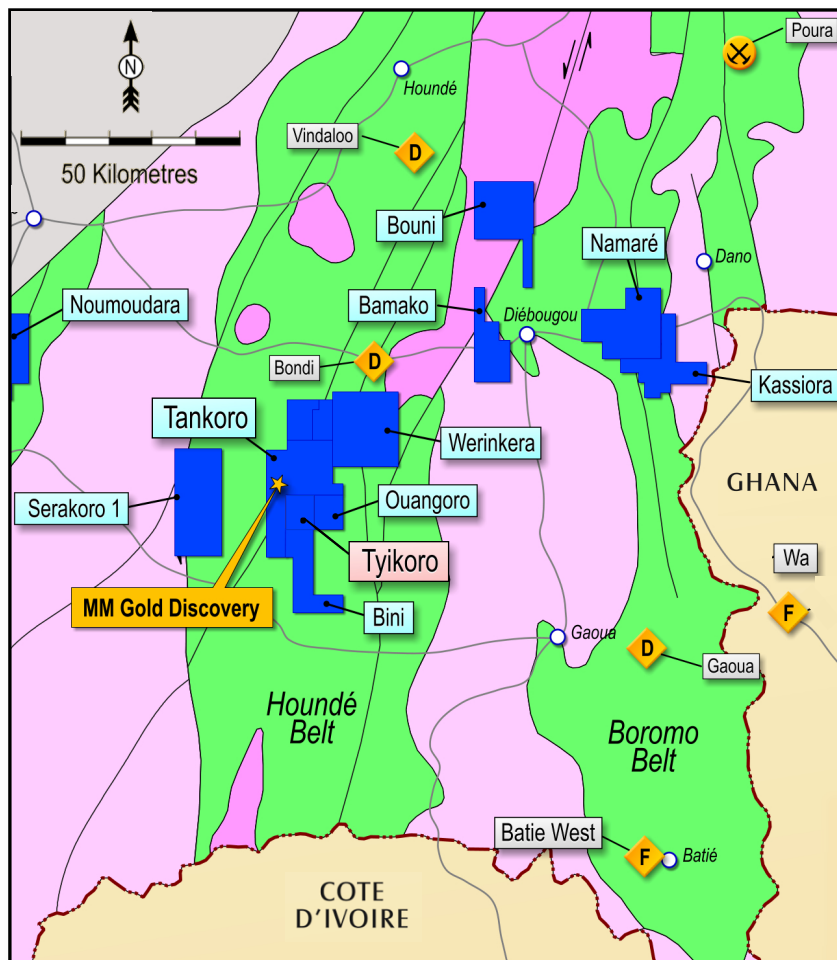 Poura
N
Houndé
Vindaloo
D
50 Kilometres
Bouni
Namaré
Dano
Noumoudara
Bamako
Diébougou
Bondi
D
Kassiora
Tankoro
Werinkera
GHANA
Serakoro 1
Ouangoro
Tyikoro
Wa
MM Gold Discovery
Bini
F
Gaoua
D
Gaoua
Houndé
Belt
Boromo
Belt
Batie West
F
Batié
COTE
D'IVOIRE